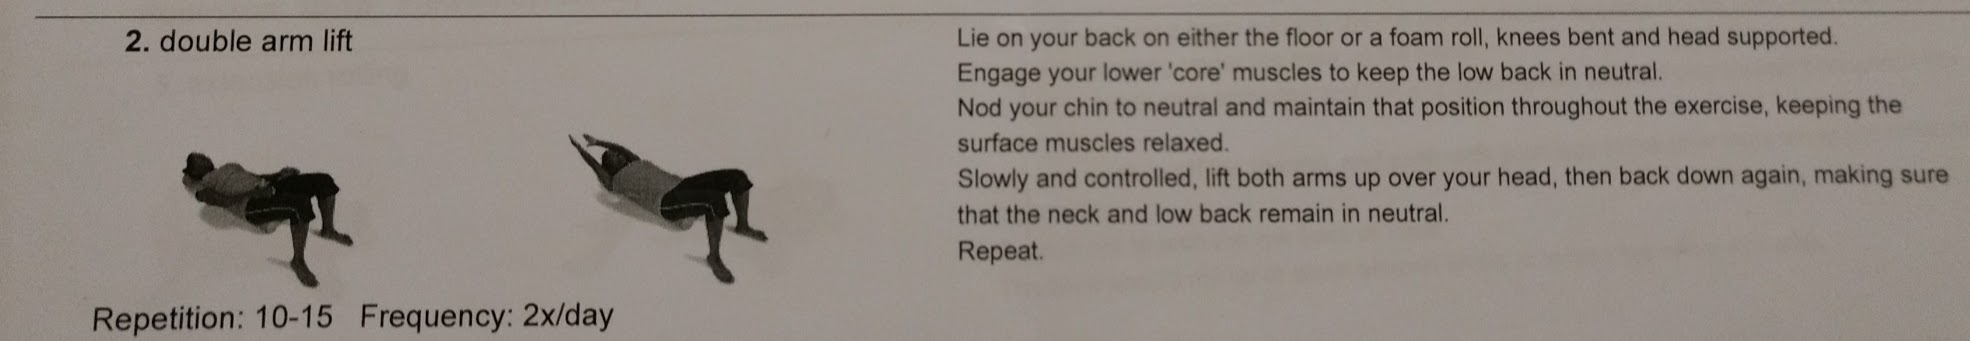 2. double arm lift
Lie on your back on either the floor or a foam roll, knees bent and head supported.
Engage your lower 'core' muscles to keep the low back in neutral.
Nod your chin to neutral and maintain that position throughout the exercise, keeping the
surface muscles relaxed.
Slowly and controlled, lift both arms up over your head, then back down again, making sure
that the neck and low back remain in neutral.
Repeat.
Repetition: 10-15 Frequency: 2x/day